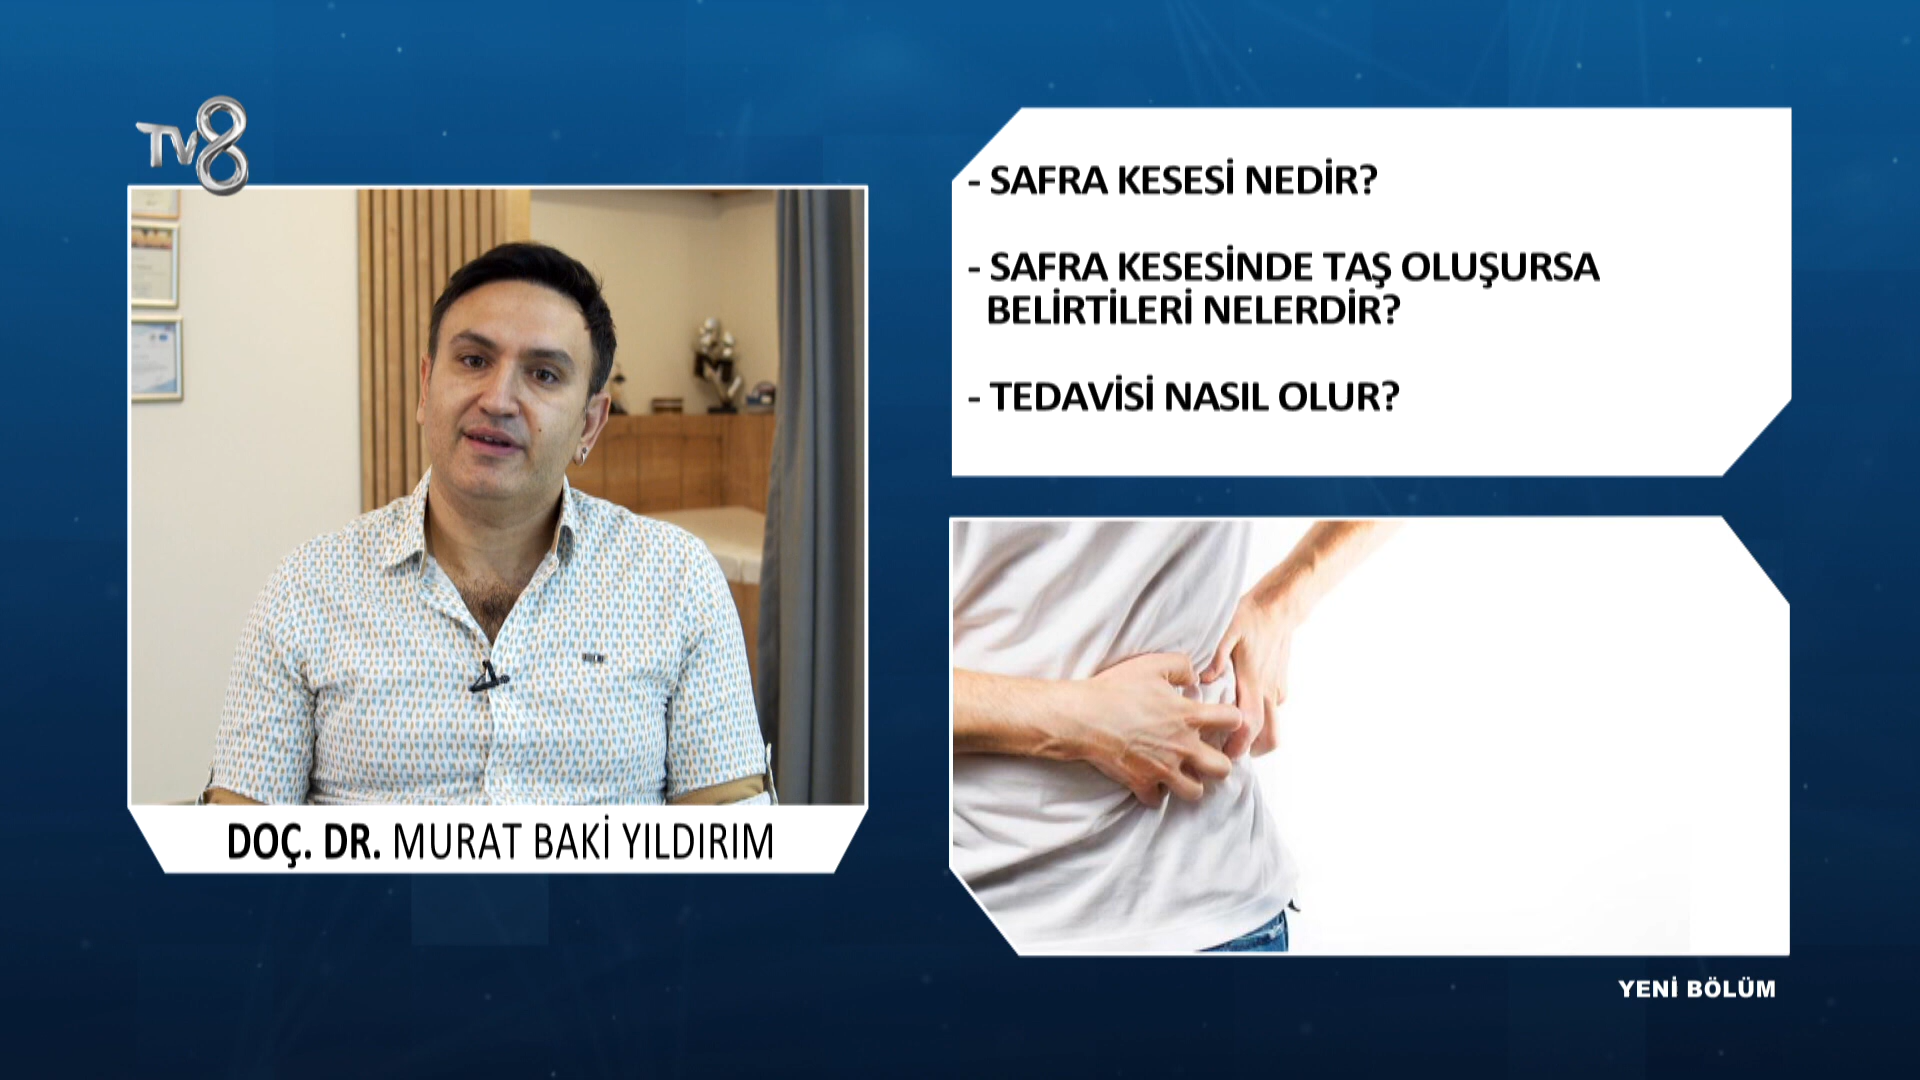 TV8
- SAFRA KESESİ NEDİR?
- SAFRA KESESİNDE TAŞ OLUŞURSA
BELİRTİLERİ NELERDİR?
- TEDAVİSİ NASIL OLUR?
DOÇ. DR. MURAT BAKİ YILDIRIM
YENİ BÖLÜM